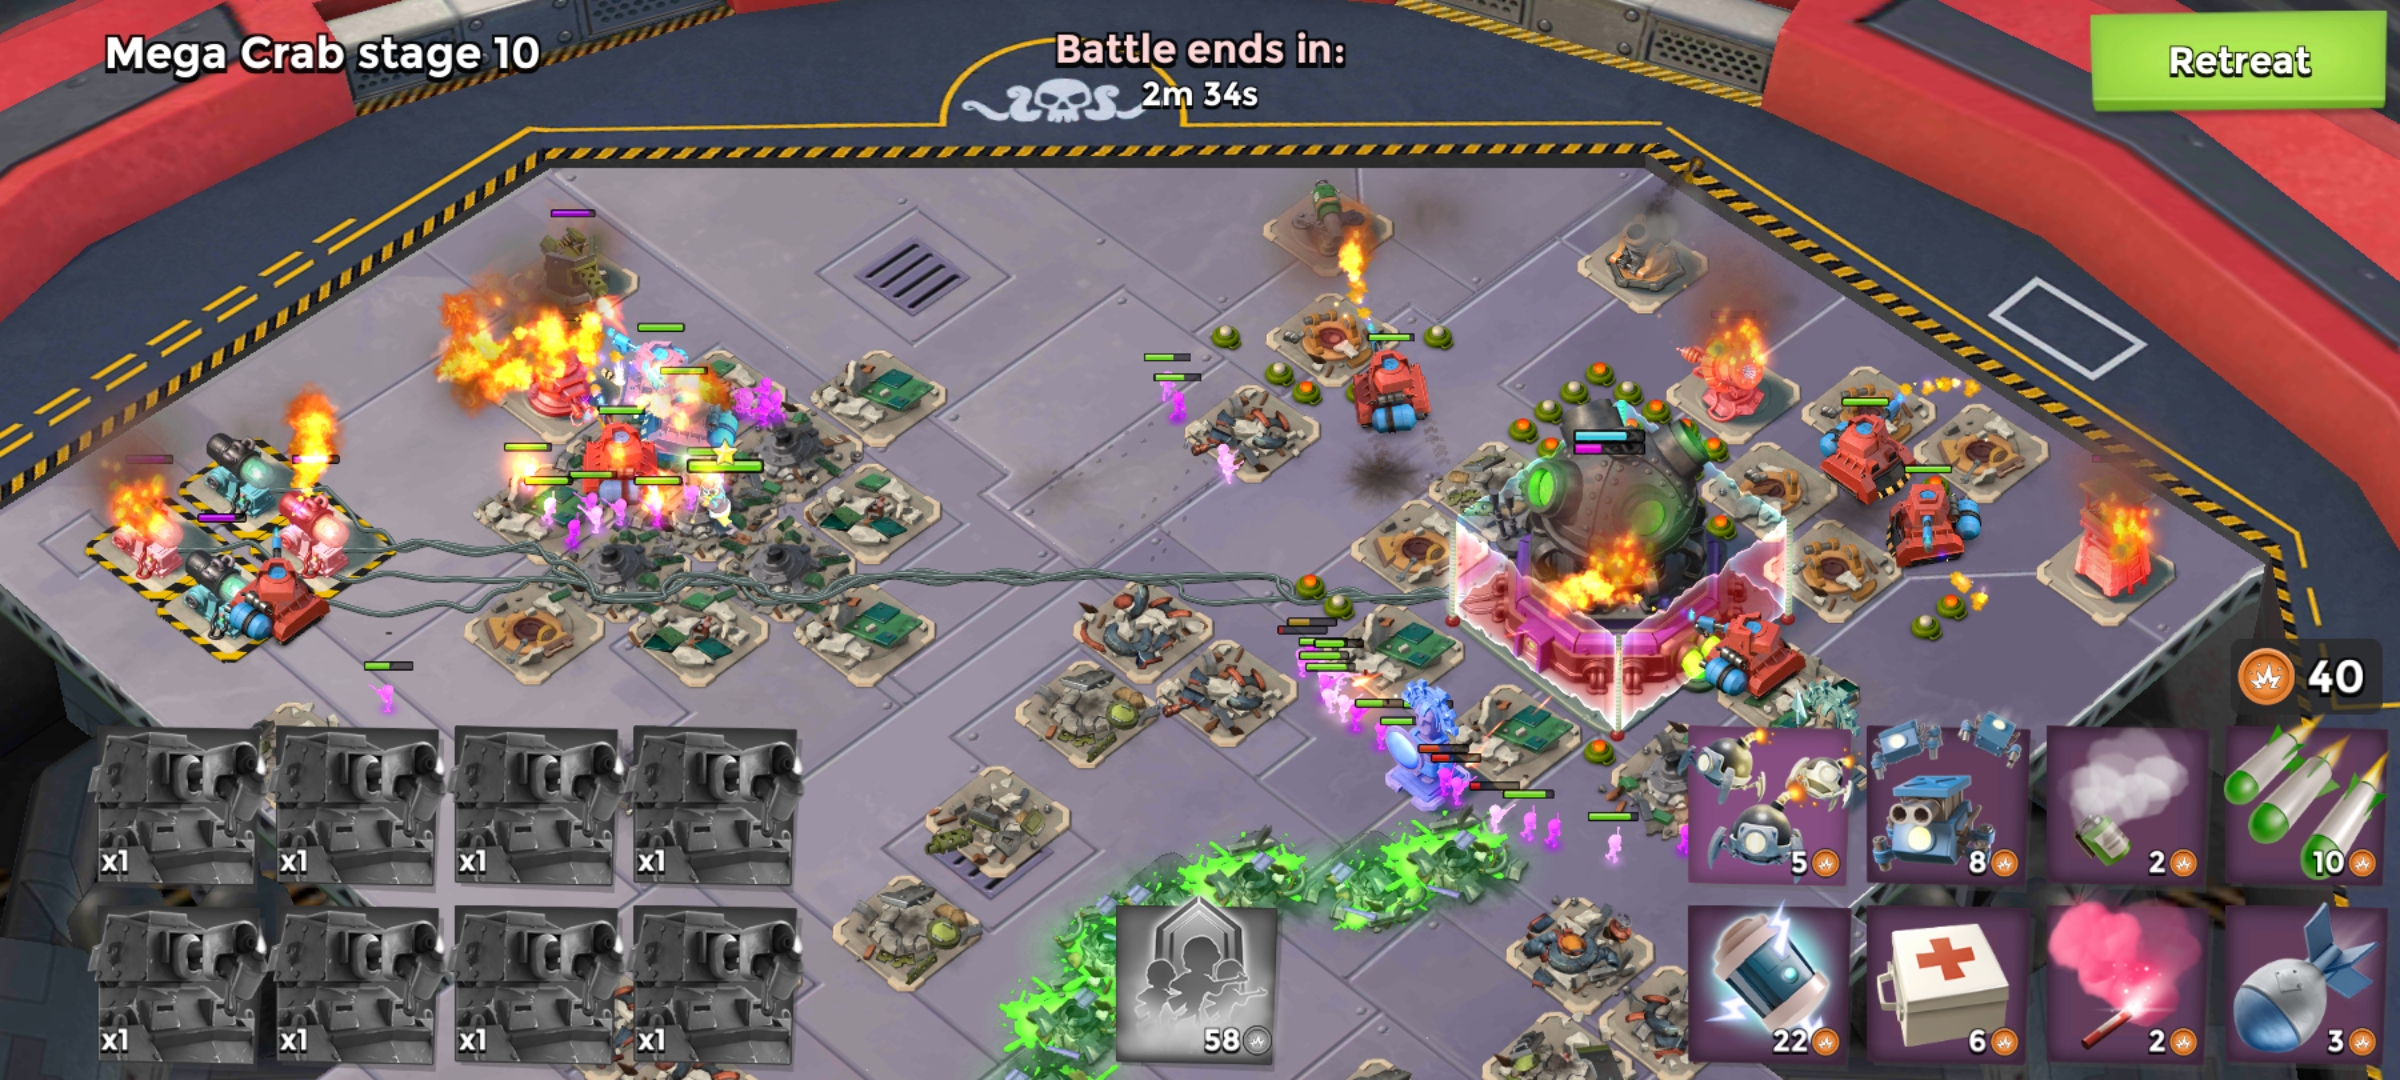 Mega Crab stage 10
Battle ends in:
2m 34s
Retreat
40
x1
x1
x1
x1
5
8
2
10
x1
x1
x1
x1
58
22
6
2
3